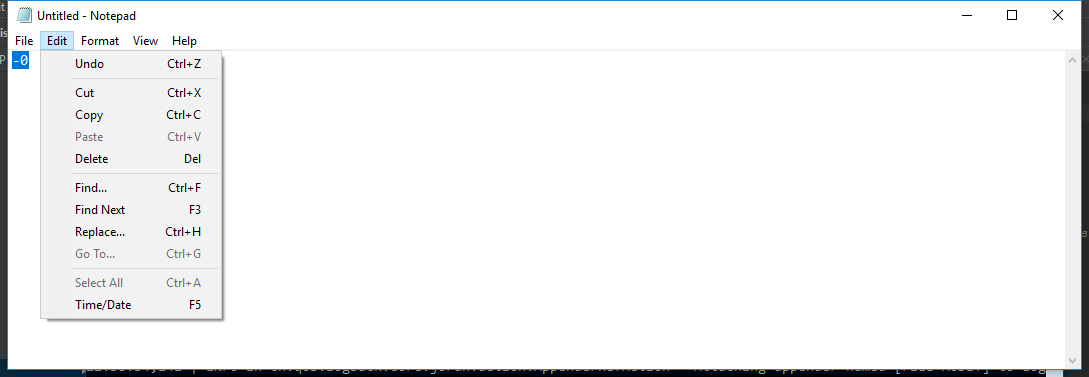 Untitled - Notepad
File Edit Format View Help
-0
Undo Ctrl+Z
Cut Ctrl+X
Copy Ctrl+C
Paste Ctrl+V
Delete Del
Find... Ctrl+F
Find Next F3
Replace... Ctrl+H
Go To... Ctrl+G
Select All Ctrl+A
Time/Date F5